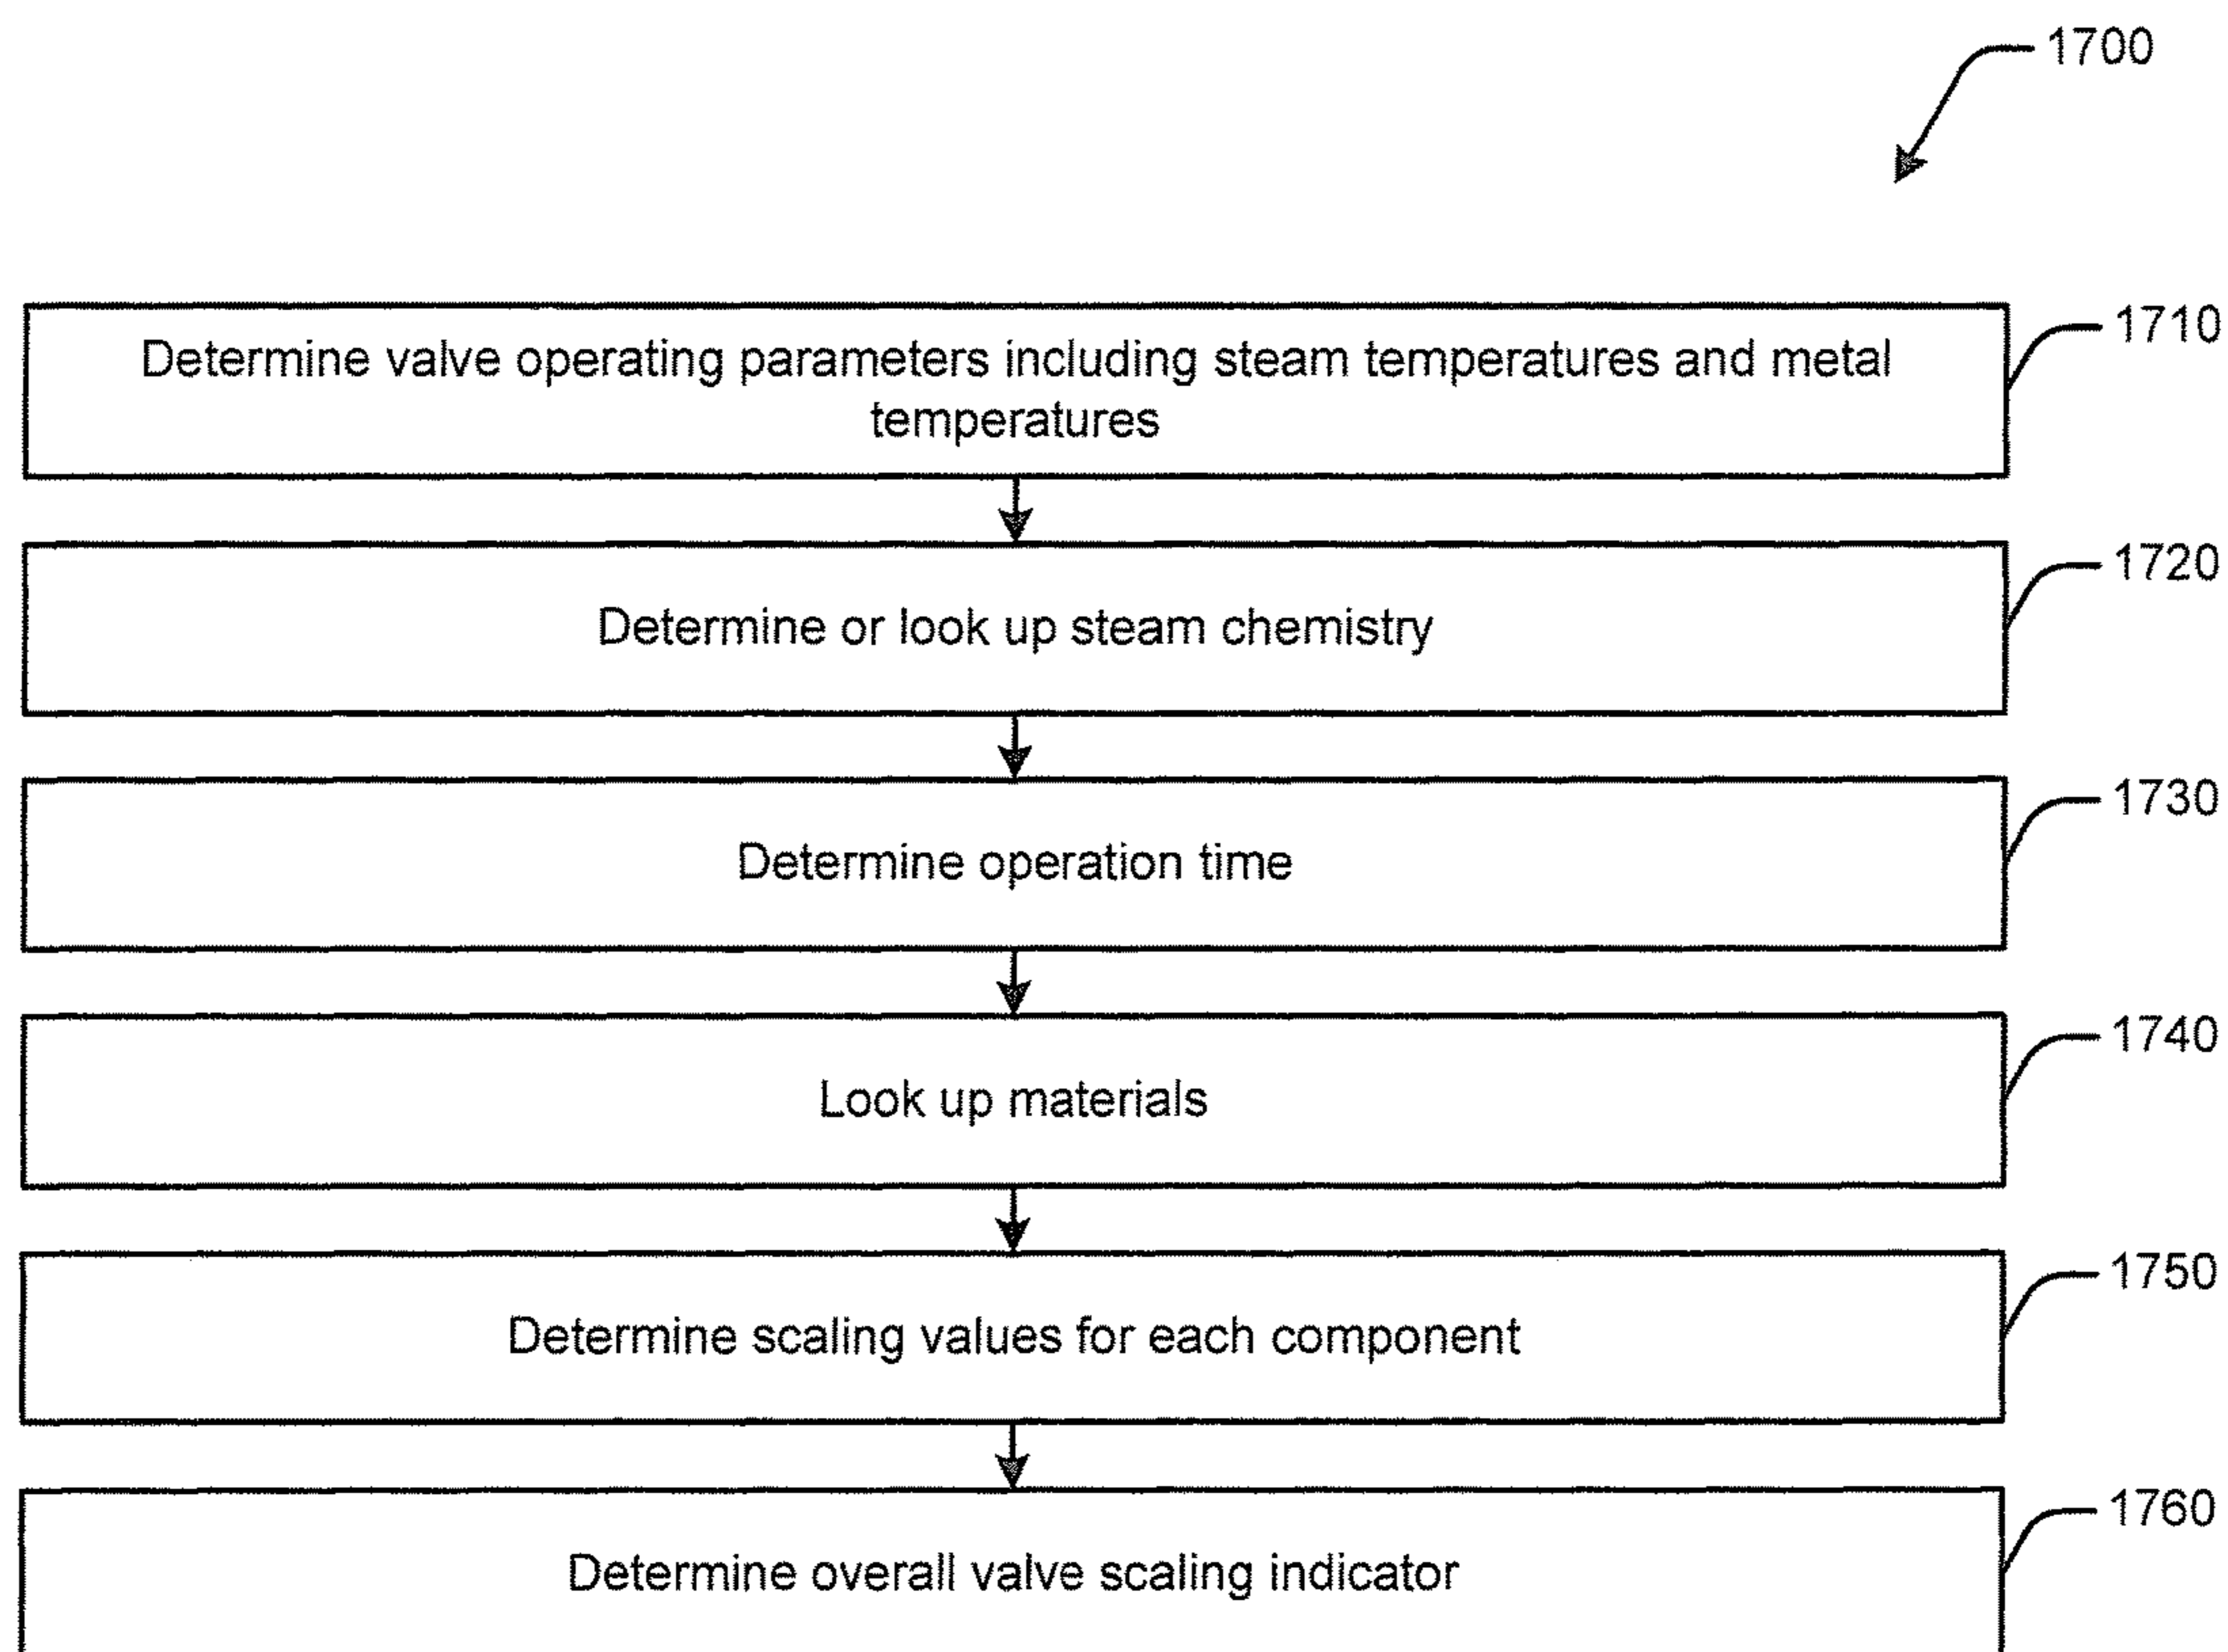 1700
Determine valve operating parameters including steam temperatures and metal
temperatures
1710
Determine or look up steam chemistry
1720
Determine operation time
1730
Look up materials
1740
Determine scaling values for each component
1750
Determine overall valve scaling indicator
1760